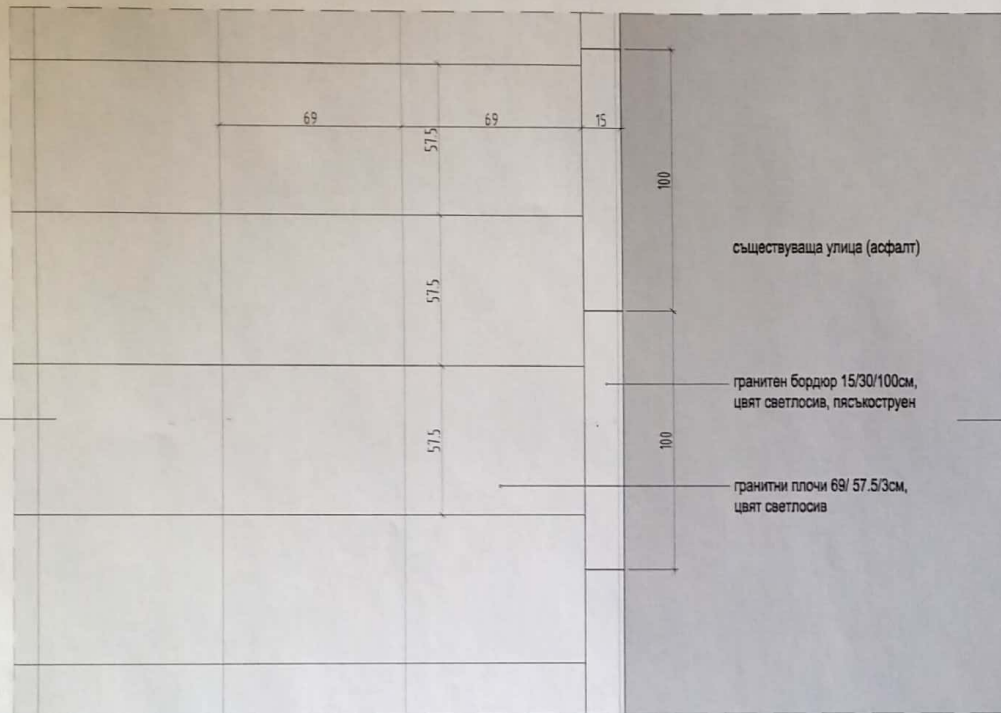 69
69
15
57.5
100
съществуваща улица (асфалт)
57.5
гранитен бордюр 15/30/100см,
цвят светлосив, пясъкоструен
57.5
100
гранитни плочи 69/ 57.5/3см,
цвят светлосив